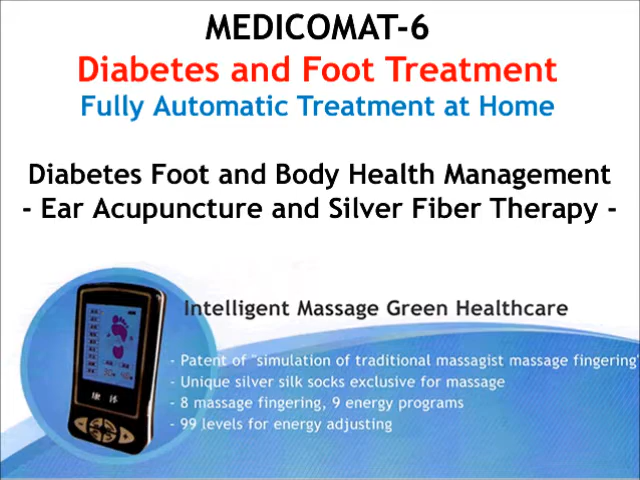 MEDICOMAT-6
Diabetes and Foot Treatment
Fully Automatic Treatment at Home
Diabetes Foot and Body Health Management
- Ear Acupuncture and Silver Fiber Therapy -
Intelligent Massage Green Healthcare
- Patent of "simulation of traditional massagist massage fingering"
- Unique silver silk socks exclusive for massage
- 8 massage fingering, 9 energy programs
- 99 levels for energy adjusting